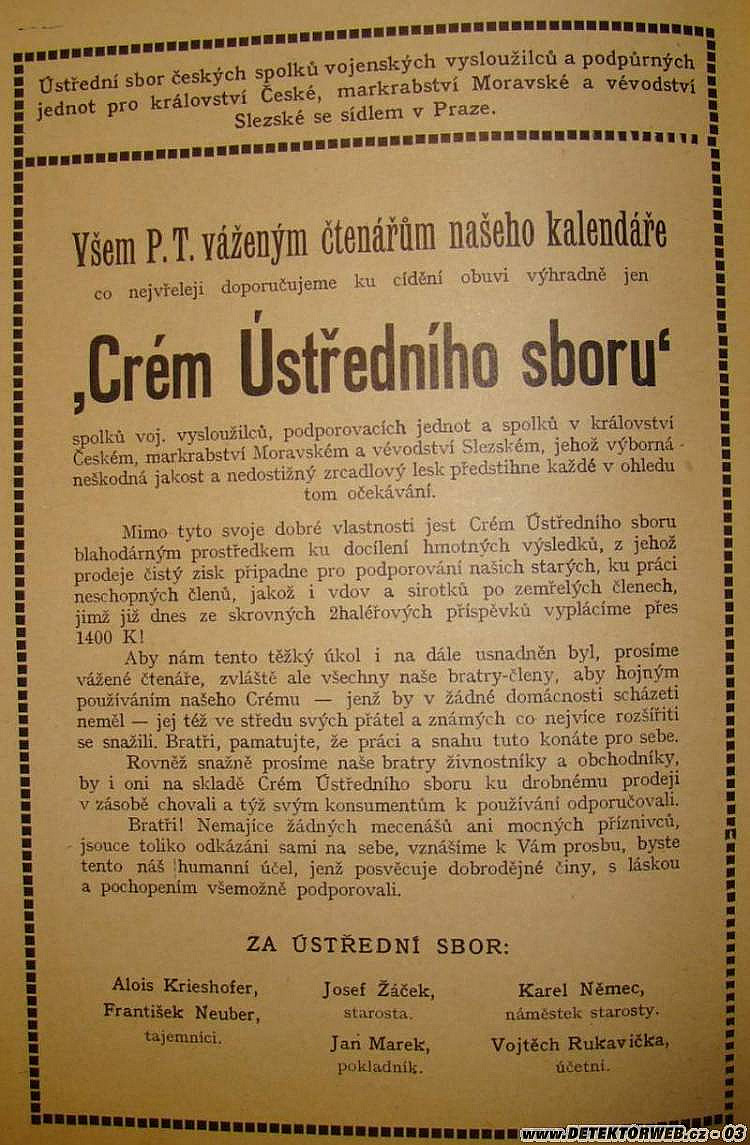 Ústřední sbor českých spolků vojenských vysloužilců a podpůrných
jednot pro království České, markrabství Moravské a vévodství
Slezské se sídlem v Praze.
Všem P. T. váženým čtenářům našeho kalendáře
co nejvřeleji doporučujeme ku cídění obuvi výhradně jen
‚Crém Ústředního sboru‘
spolků voj. vysloužilců, podporovacích jednot a spolků v království
Českém, markrabství Moravském a vévodství Slezském, jehož výborná -
neškodná jakost a nedostižný zrcadlový lesk předstihne každé v ohledu
tom očekávání.
Mimo tyto svoje dobré vlastnosti jest Crém Ústředního sboru
blahodárným prostředkem ku docílení hmotných výsledků, z jehož
prodeje čistý zisk připadne pro podporování našich starých, ku práci
neschopných členů, jakož i vdov a sirotků po zemřelých členech,
jimž již dnes ze skrovných 2haléřových příspěvků vyplácíme přes
1400 K!
Aby nám tento těžký úkol i na dále usnadněn byl, prosíme
vážené čtenáře, zvláště ale všechny naše bratry-členy, aby hojným
používáním našeho Crému — jenž by v žádné domácnosti scházeti
neměl — jej též ve středu svých přátel a známých co nejvíce rozšířiti
se snažili. Bratři, pamatujte, že práci a snahu tuto konáte pro sebe.
Rovněž snažně prosíme naše bratry živnostníky a obchodníky,
by i oni na skladě Crém Ústředního sboru ku drobnému prodeji
v zásobě chovali a týž svým konsumentům k používání odporučovali.
Bratři! Nemajíce žádných mecenášů ani mocných příznivců,
jsouce toliko odkázáni sami na sebe, vznášíme k Vám prosbu, byste
tento náš humanní účel, jenž posvěcuje dobrodějné činy, s láskou
a pochopením všemožně podporovali.
ZA ÚSTŘEDNÍ SBOR:
Alois Krieshofer,
František Neuber,
tajemníci.
Josef Žáček,
starosta.
Jan Marek,
pokladník.
Karel Němec,
náměstek starosty.
Vojtěch Rukavička,
účetní.
www.DETEKTORWEB.cz - 03